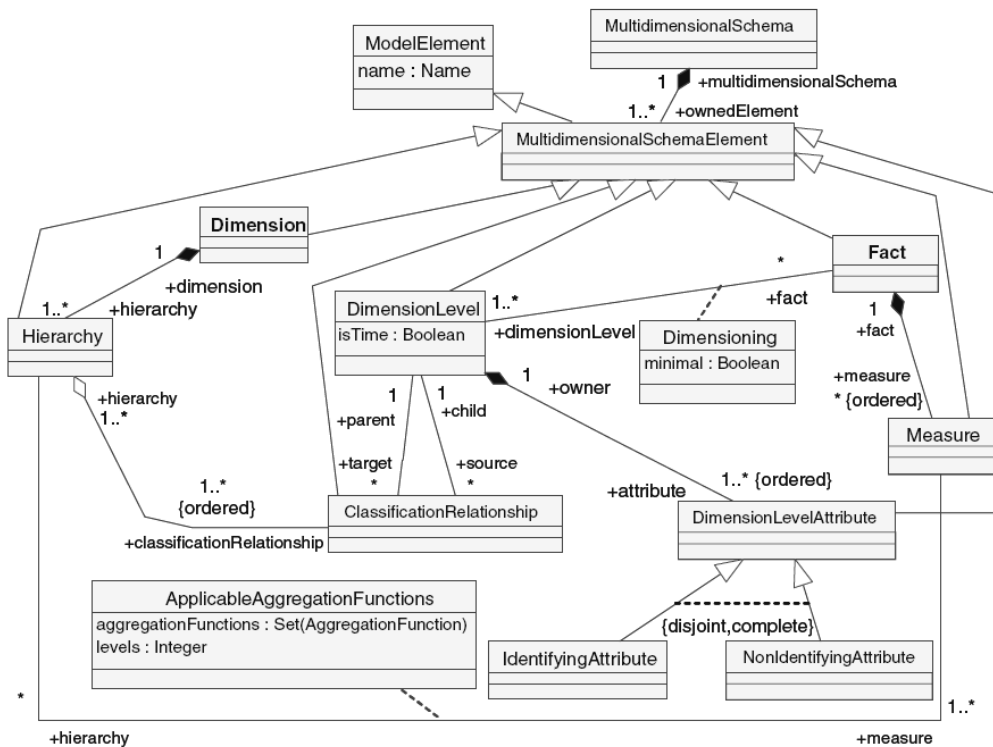 MultidimensionalSchema
ModelElement
name : Name
1
+multidimensionalSchema
1..*
+ownedElement
MultidimensionalSchemaElement
Dimension
1
+dimension
1..*
+hierarchy
Hierarchy
Fact
*
+fact
1
+fact
DimensionLevel
isTime : Boolean
1..*
+dimensionLevel
Dimensioning
minimal : Boolean
+measure
* {ordered}
Measure
1
+owner
+hierarchy
1..*
1
+parent
1
+child
+target
*
+source
*
1..*
{ordered}
+classificationRelationship
ClassificationRelationship
+attribute
1..* {ordered}
DimensionLevelAttribute
ApplicableAggregationFunctions
aggregationFunctions : Set(AggregationFunction)
levels : Integer
{disjoint,complete}
IdentifyingAttribute
NonIdentifyingAttribute
*
+hierarchy
1..*
+measure